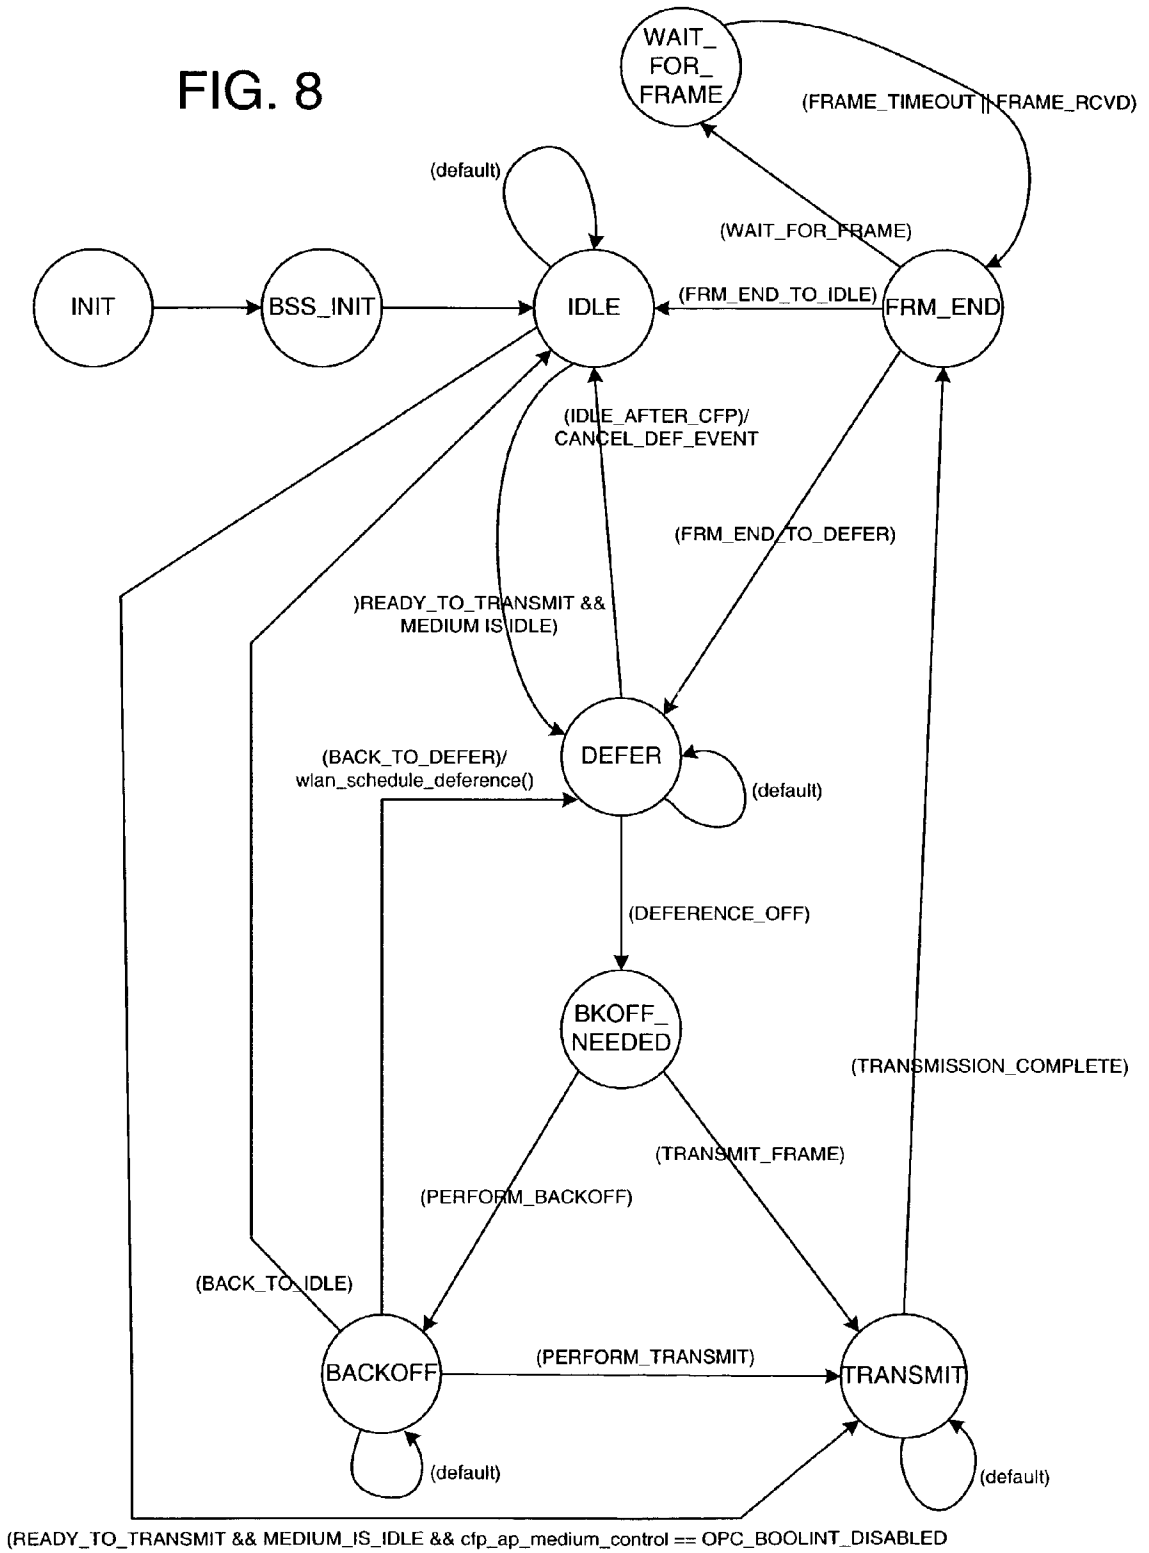 WAIT_
FOR_
FRAME
FIG. 8
(FRAME_TIMEOUT || FRAME_RCVD)
(default)
(WAIT_FOR_FRAME)
INIT
BSS_INIT
IDLE
(FRM_END_TO_IDLE)
FRM_END
(IDLE_AFTER_CFP)/
CANCEL_DEF_EVENT
(FRM_END_TO_DEFER)
)READY_TO_TRANSMIT &&
MEDIUM IS IDLE)
(BACK_TO_DEFER)/
wlan_schedule_deference()
DEFER
(default)
(DEFERENCE_OFF)
BKOFF_
NEEDED
(TRANSMISSION_COMPLETE)
(TRANSMIT_FRAME)
(PERFORM_BACKOFF)
(BACK_TO_IDLE)
(PERFORM_TRANSMIT)
BACKOFF
TRANSMIT
(default)
(default)
(READY_TO_TRANSMIT && MEDIUM_IS_IDLE && cfp_ap_medium_control == OPC_BOOLINT_DISABLED